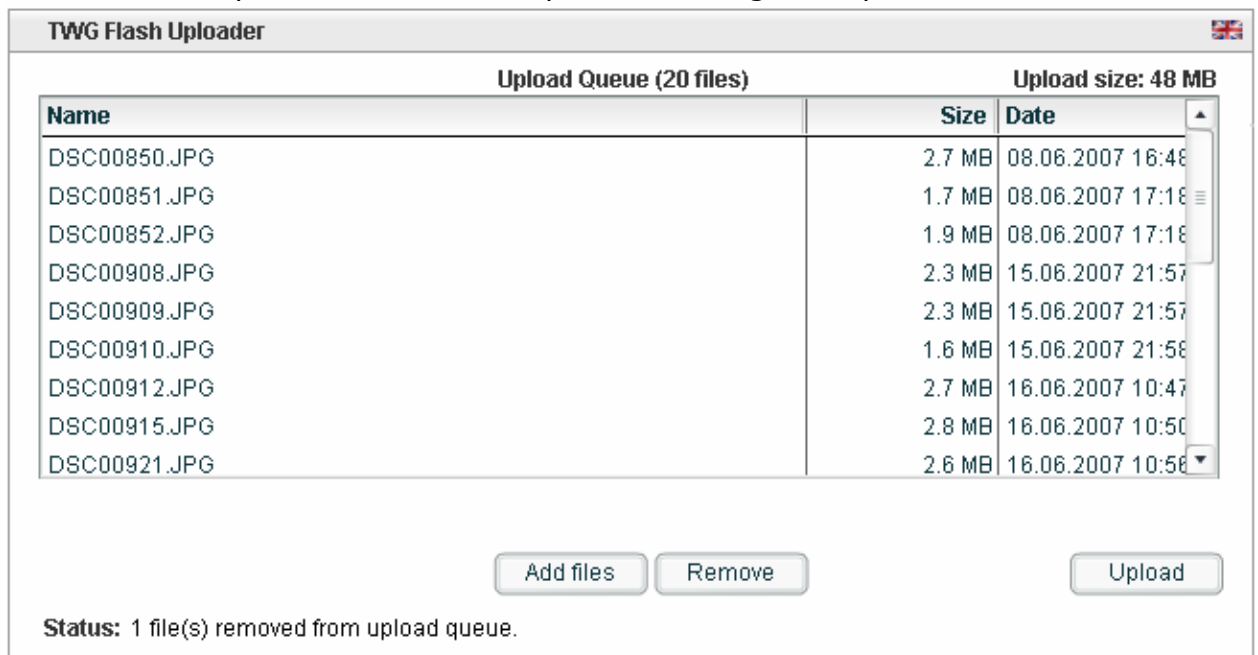 TWG Flash Uploader
Upload Queue (20 files) Upload size: 48 MB
Name Size Date
DSC00850.JPG 2.7 MB 08.06.2007 16:48
DSC00851.JPG 1.7 MB 08.06.2007 17:18
DSC00852.JPG 1.9 MB 08.06.2007 17:18
DSC00908.JPG 2.3 MB 15.06.2007 21:57
DSC00909.JPG 2.3 MB 15.06.2007 21:57
DSC00910.JPG 1.6 MB 15.06.2007 21:58
DSC00912.JPG 2.7 MB 16.06.2007 10:47
DSC00915.JPG 2.8 MB 16.06.2007 10:50
DSC00921.JPG 2.6 MB 16.06.2007 10:56
Add files Remove Upload
Status: 1 file(s) removed from upload queue.